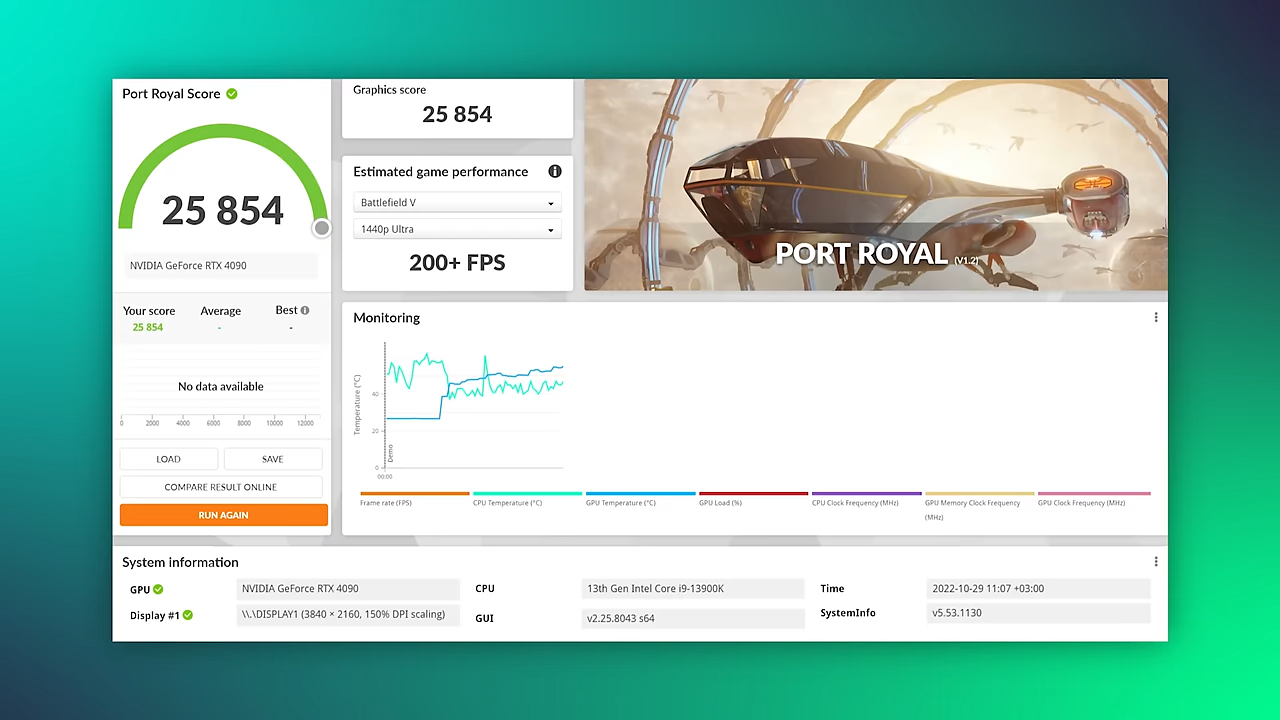 Port Royal Score
25 854
NVIDIA GeForce RTX 4090
Your score
Average
Best
25 854
-
-
No data available
0
2000
4000
6000
8000
10000
12000
LOAD
SAVE
COMPARE RESULT ONLINE
RUN AGAIN
Graphics score
25 854
Estimated game performance
Battlefield V
1440p Ultra
200+ FPS
PORT ROYAL (V1.2)
Monitoring
Temperature (°C)
40
20
0
Demo
00:00
Frame rate (FPS)
CPU Temperature (°C)
GPU Temperature (°C)
GPU Load (%)
CPU Clock Frequency (MHz)
GPU Memory Clock Frequency
(MHz)
GPU Clock Frequency (MHz)
System information
GPU
NVIDIA GeForce RTX 4090
CPU
13th Gen Intel Core i9-13900K
Time
2022-10-29 11:07 +03:00
Display #1
\\.\DISPLAY1 (3840 × 2160, 150% DPI scaling)
GUI
v2.25.8043 s64
SystemInfo
v5.53.1130